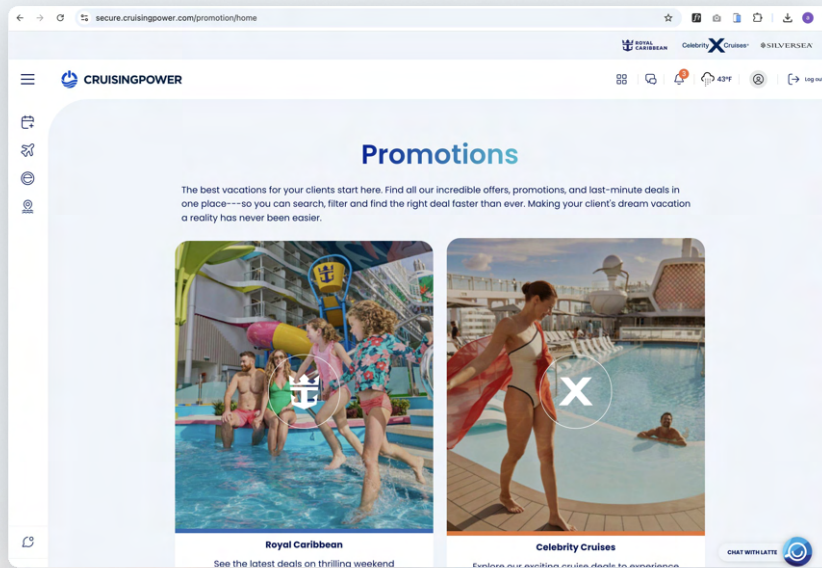 secure.cruisingpower.com/promotion/home
ROYAL CARIBBEAN
Celebrity X Cruises
SILVERSEA
CRUISINGPOWER
3
43°F
Promotions
The best vacations for your clients start here. Find all our incredible offers, promotions, and last-minute deals in
one place---so you can search, filter and find the right deal faster than ever. Making your client's dream vacation
a reality has never been easier.
X
Royal Caribbean
Celebrity Cruises
See the latest deals on thrilling weekend
Explore our exciting cruise deals to experience
CHAT WITH LATTE